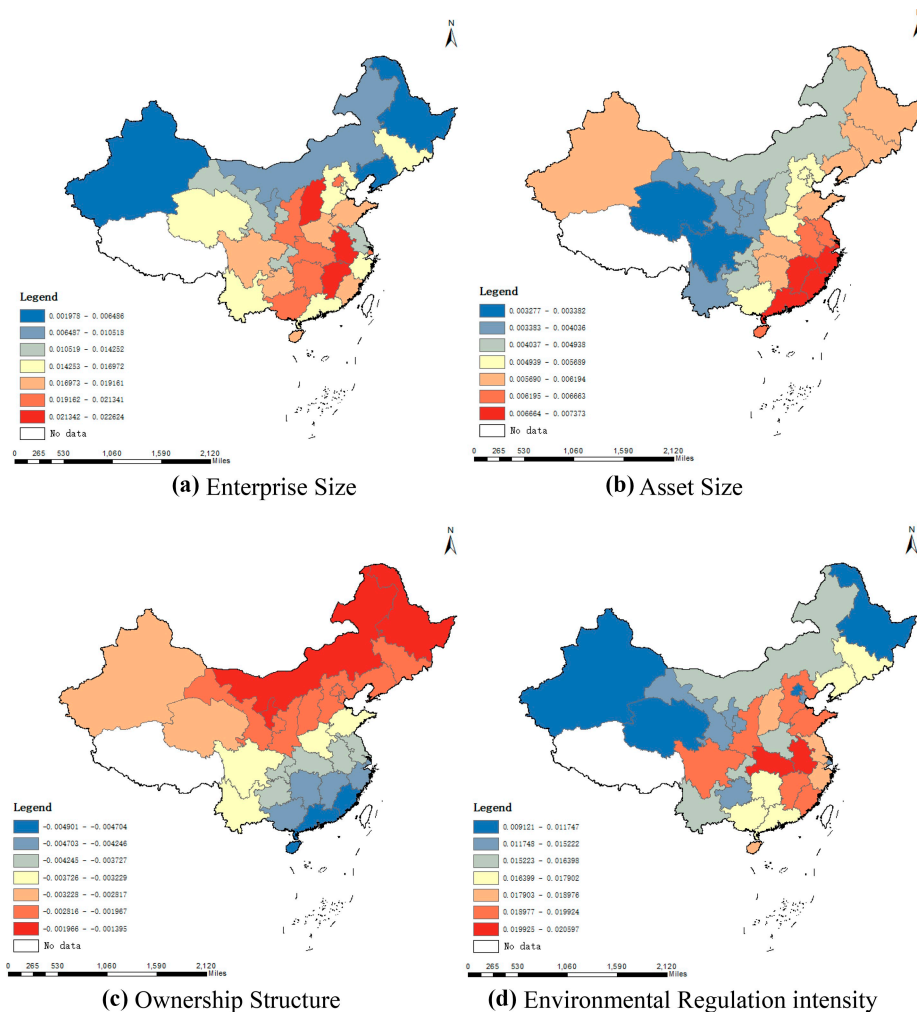 N
Legend
0.001978 - 0.006486
0.006487 - 0.010518
0.010519 - 0.014252
0.014253 - 0.016972
0.016973 - 0.019161
0.019162 - 0.021341
0.021342 - 0.022624
No data
0 265 530 1,060 1,590 2,120
Miles
(a) Enterprise Size
N
Legend
0.003277 - 0.003382
0.003383 - 0.004036
0.004037 - 0.004938
0.004939 - 0.005689
0.005690 - 0.006194
0.006195 - 0.006663
0.006664 - 0.007373
No data
0 265 530 1,060 1,590 2,120
Miles
(b) Asset Size
N
Legend
-0.004901 - -0.004704
-0.004703 - -0.004246
-0.004245 - -0.003727
-0.003726 - -0.003229
-0.003228 - -0.002817
-0.002816 - -0.001967
-0.001966 - -0.001395
No data
0 265 530 1,060 1,590 2,120
Miles
(c) Ownership Structure
N
Legend
0.009121 - 0.011747
0.011748 - 0.015222
0.015223 - 0.016398
0.016399 - 0.017902
0.017903 - 0.018976
0.018977 - 0.019924
0.019925 - 0.020597
No data
0 265 530 1,060 1,590 2,120
Miles
(d) Environmental Regulation intensity